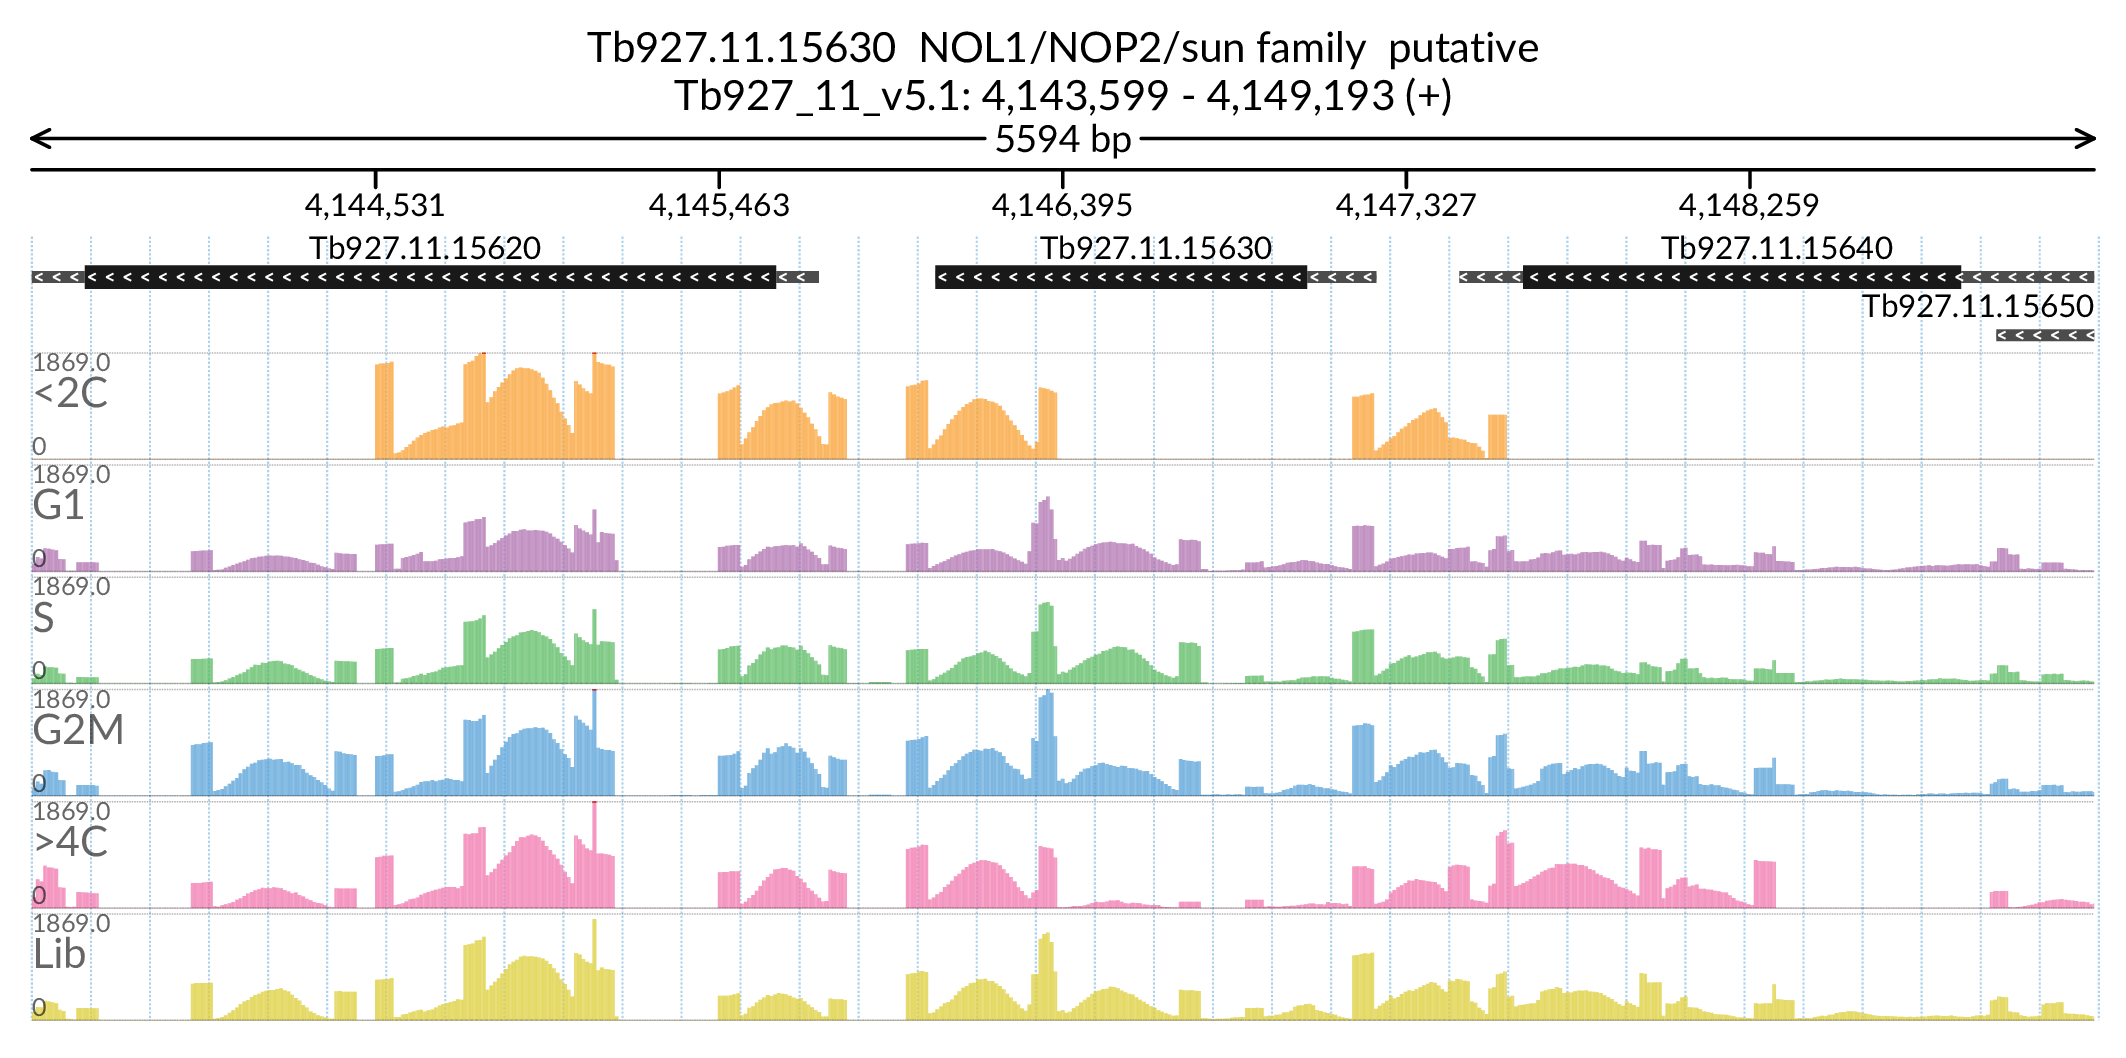 Tb927.11.15630 NOL1/NOP2/sun family putative
Tb927_11_v5.1: 4,143,599 - 4,149,193 (+)
5594 bp
4,144,531 4,145,463 4,146,395 4,147,327 4,148,259
Tb927.11.15620 Tb927.11.15630 Tb927.11.15640
Tb927.11.15650
1869.0
<2C
0
1869.0
G1
0
1869.0
S
0
1869.0
G2M
0
1869.0
>4C
0
1869.0
Lib
0